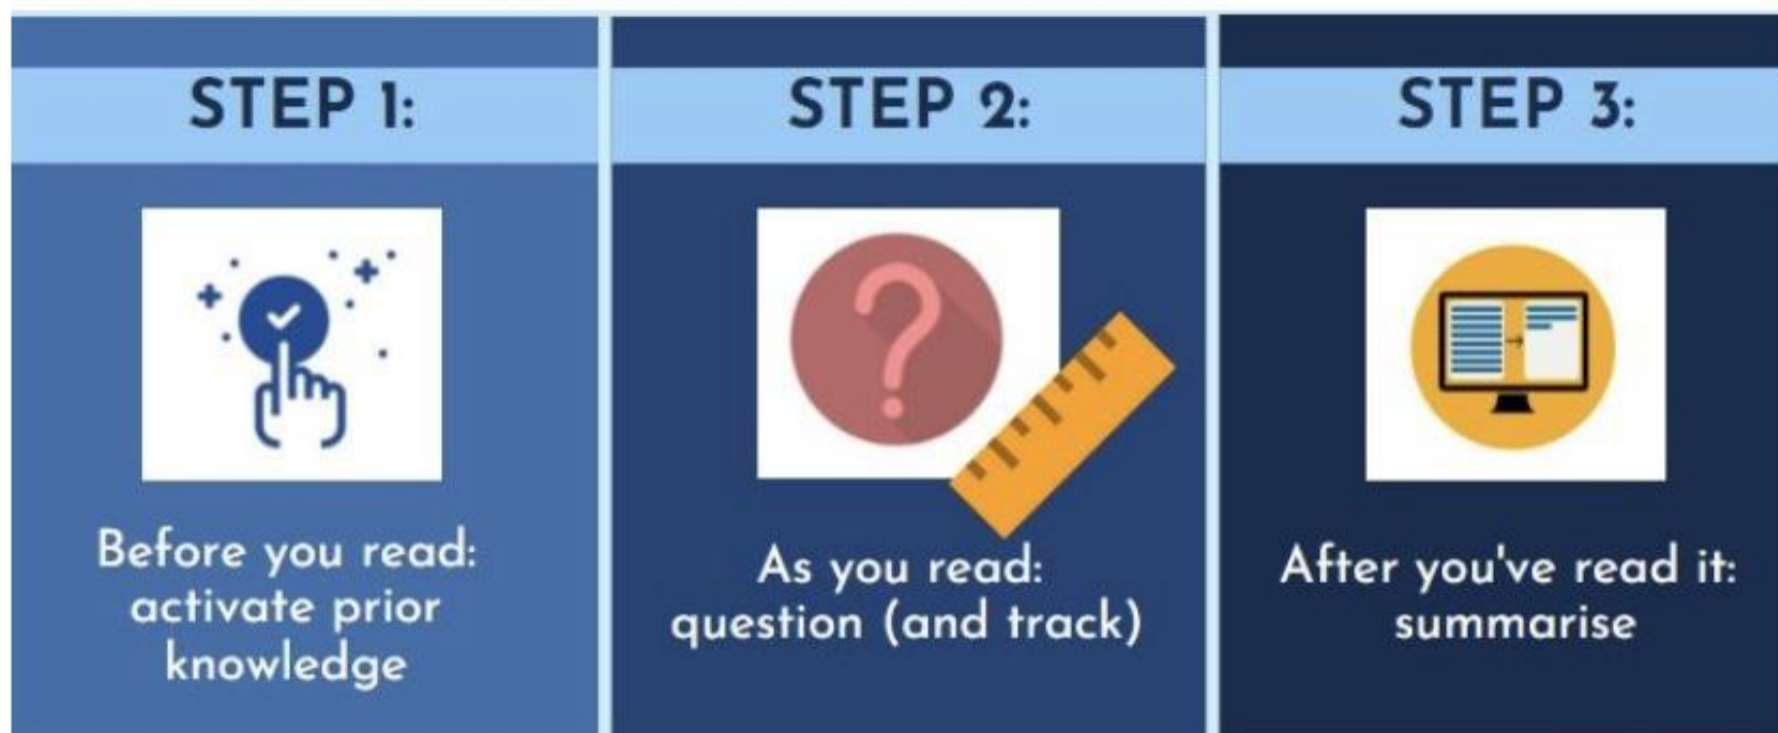 STEP 1:
Before you read:
activate prior
knowledge
STEP 2:
As you read:
question (and track)
STEP 3:
After you've read it:
summarise